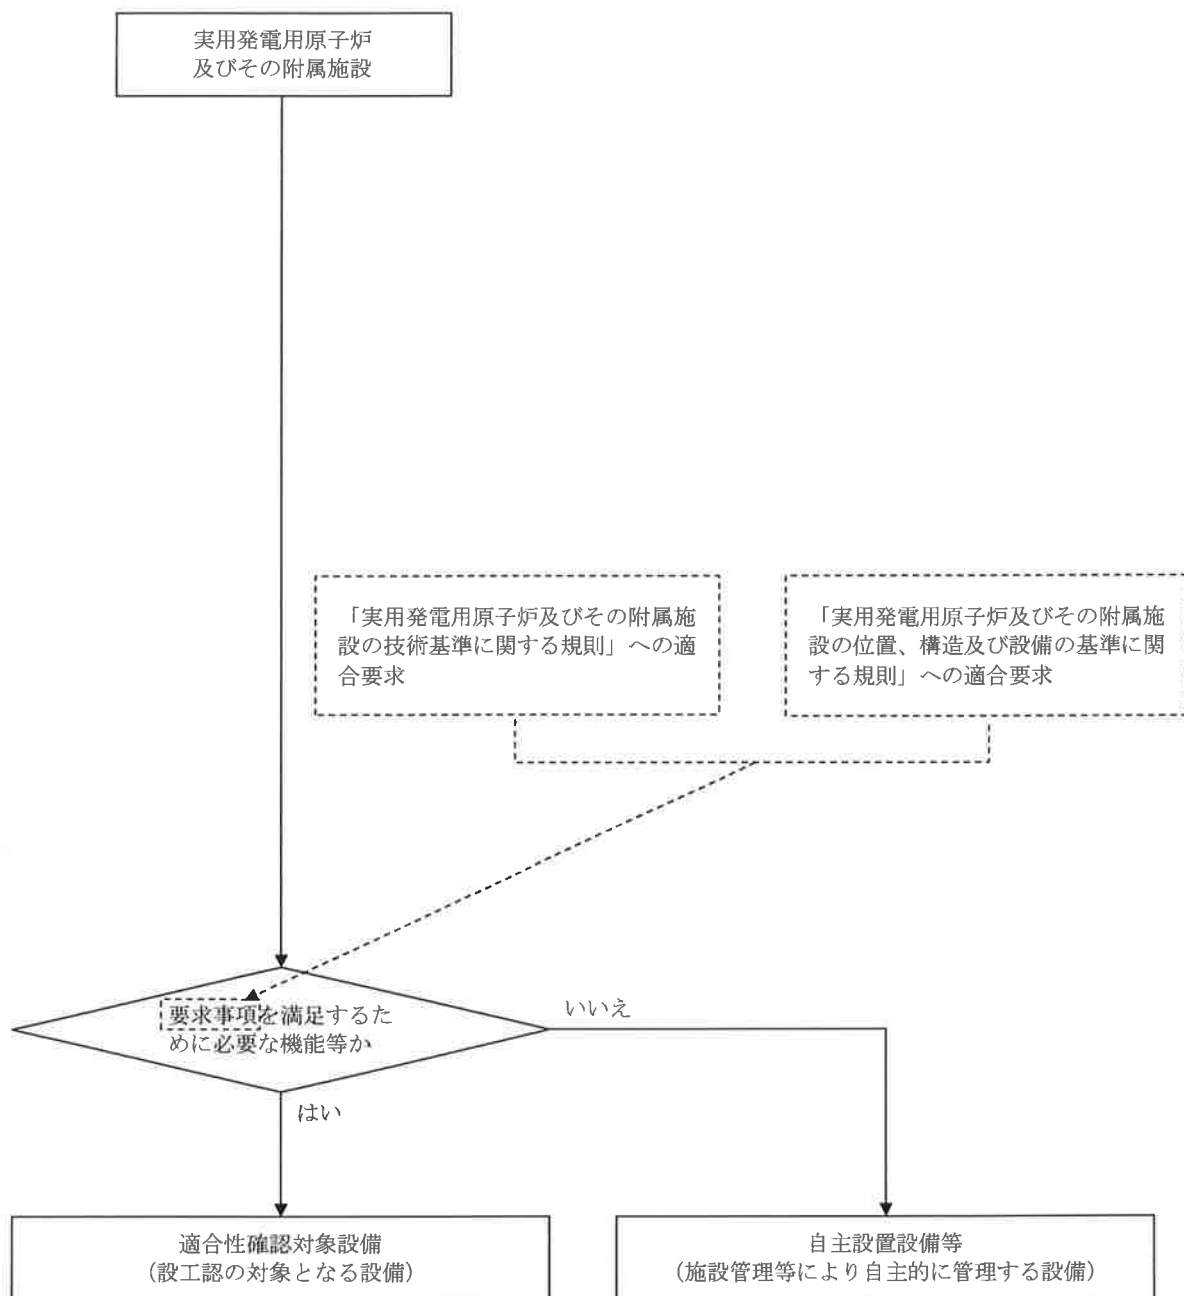 実用発電用原子炉
及びその附属施設
「実用発電用原子炉及びその附属施
設の技術基準に関する規則」への適
合要求
「実用発電用原子炉及びその附属施
設の位置、構造及び設備の基準に関
する規則」への適合要求
要求事項を満足するた
めに必要な機能等か
いいえ
はい
適合性確認対象設備
（設工認の対象となる設備）
自主設置設備等
（施設管理等により自主的に管理する設備）